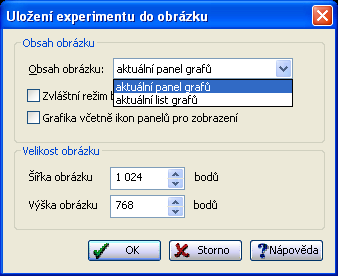 Uložení experimentu do obrázku
Obsah obrázku
Obsah obrázku: aktuální panel grafů
aktuální panel grafů
aktuální list grafů
Zvláštní režim
Grafika včetně ikon panelů pro zobrazení
Velikost obrázku
Šířka obrázku 1 024 bodů
Výška obrázku 768 bodů
OK Storno Nápověda